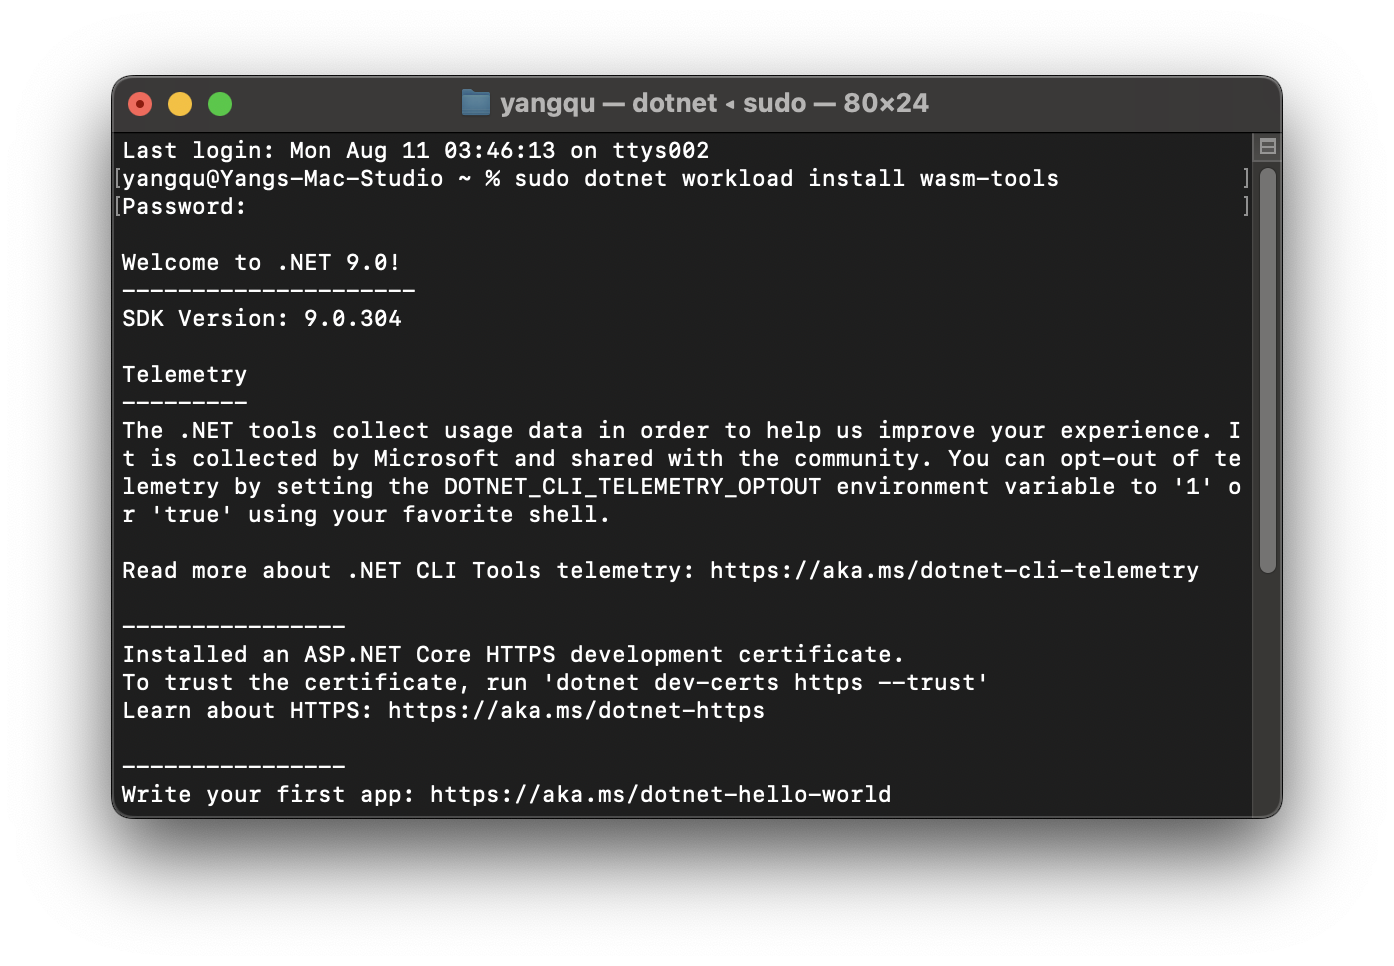 yangqu — dotnet ◂ sudo — 80×24
Last login: Mon Aug 11 03:46:13 on ttys002
[yangqu@Yangs-Mac-Studio ~ % sudo dotnet workload install wasm-tools ]
[Password: ]
Welcome to .NET 9.0!
---------------------
SDK Version: 9.0.304
Telemetry
---------
The .NET tools collect usage data in order to help us improve your experience. I
t is collected by Microsoft and shared with the community. You can opt-out of te
lemetry by setting the DOTNET_CLI_TELEMETRY_OPTOUT environment variable to '1' o
r 'true' using your favorite shell.
Read more about .NET CLI Tools telemetry: https://aka.ms/dotnet-cli-telemetry
----------------
Installed an ASP.NET Core HTTPS development certificate.
To trust the certificate, run 'dotnet dev-certs https --trust'
Learn about HTTPS: https://aka.ms/dotnet-https
----------------
Write your first app: https://aka.ms/dotnet-hello-world